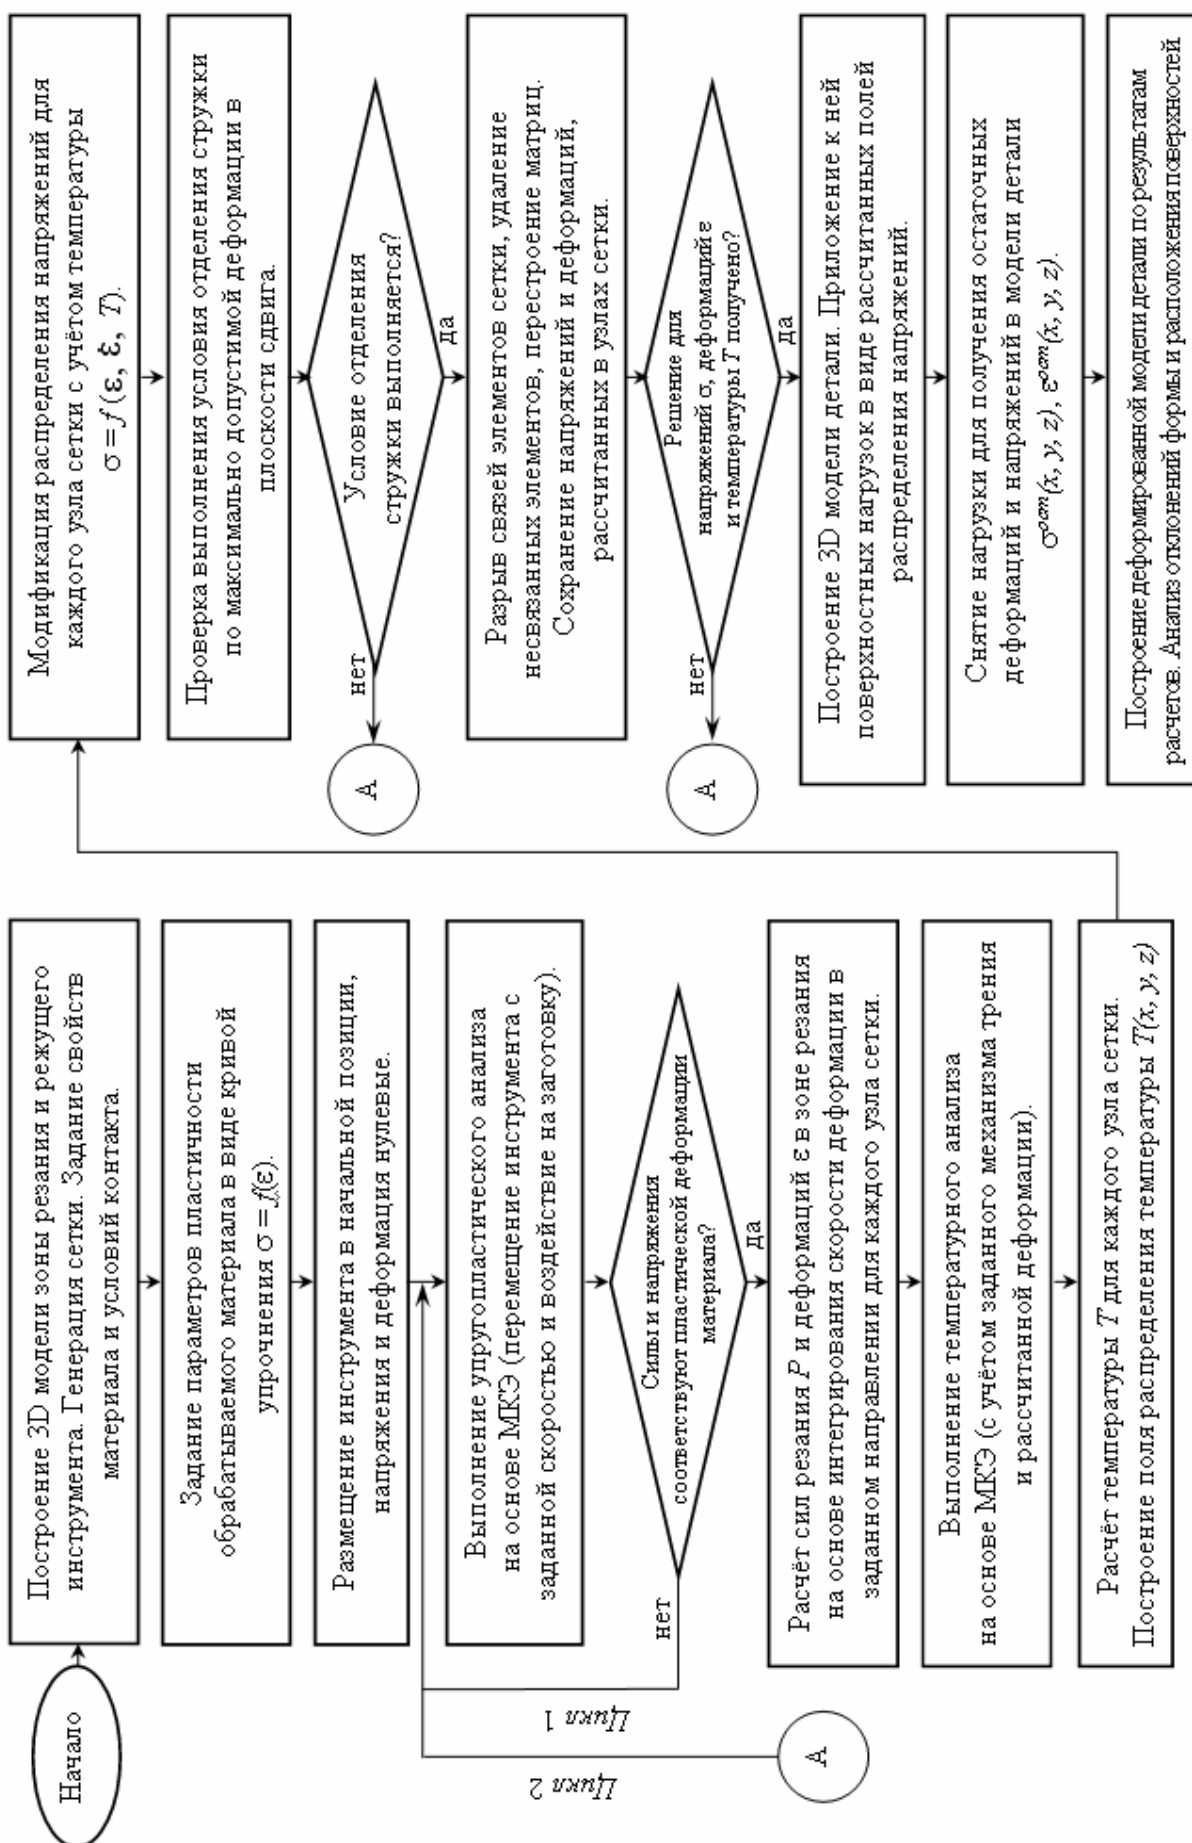 Начало
Построение 3D модели зоны резания и режущего
инструмента. Генерация сетки. Задание свойств
материала и условий контакта.
Задание параметров пластичности
обрабатываемого материала в виде кривой
упрочнения σ = f(ε).
Размещение инструмента в начальной позиции,
напряжения и деформация нулевые.
Выполнение упругопластического анализа
на основе МКЭ (перемещение инструмента с
заданной скоростью и воздействие на заготовку).
Силы и напряжения
соответствуют пластической деформации
материала?
нет
да
Цикл 1
Цикл 2
А
Расчёт сил резания P и деформаций ε в зоне резания
на основе интегрирования скорости деформации в
заданном направлении для каждого узла сетки.
Выполнение температурного анализа
на основе МКЭ (с учётом заданного механизма трения
и рассчитанной деформации).
Расчёт температуры T для каждого узла сетки.
Построение поля распределения температуры T(x, y, z)
Модификация распределения напряжений для
каждого узла сетки с учётом температуры
σ = f (ε, ε̇, T).
Проверка выполнения условия отделения стружки
по максимально допустимой деформации в
плоскости сдвига.
Условие отделения
стружки выполняется?
нет
да
А
Разрыв связей элементов сетки, удаление
несвязанных элементов, перестроение матриц.
Сохранение напряжений и деформаций,
рассчитанных в узлах сетки.
Решение для
напряжений σ, деформаций ε
и температуры T получено?
нет
да
А
Построение 3D модели детали. Приложение к ней
поверхностных нагрузок в виде рассчитанных полей
распределения напряжений.
Снятие нагрузки для получения остаточных
деформаций и напряжений в модели детали
σᵒᶜᵐ(x, y, z), εᵒᶜᵐ(x, y, z).
Построение деформированной модели детали по результатам
расчетов. Анализ отклонений формы и расположения поверхностей